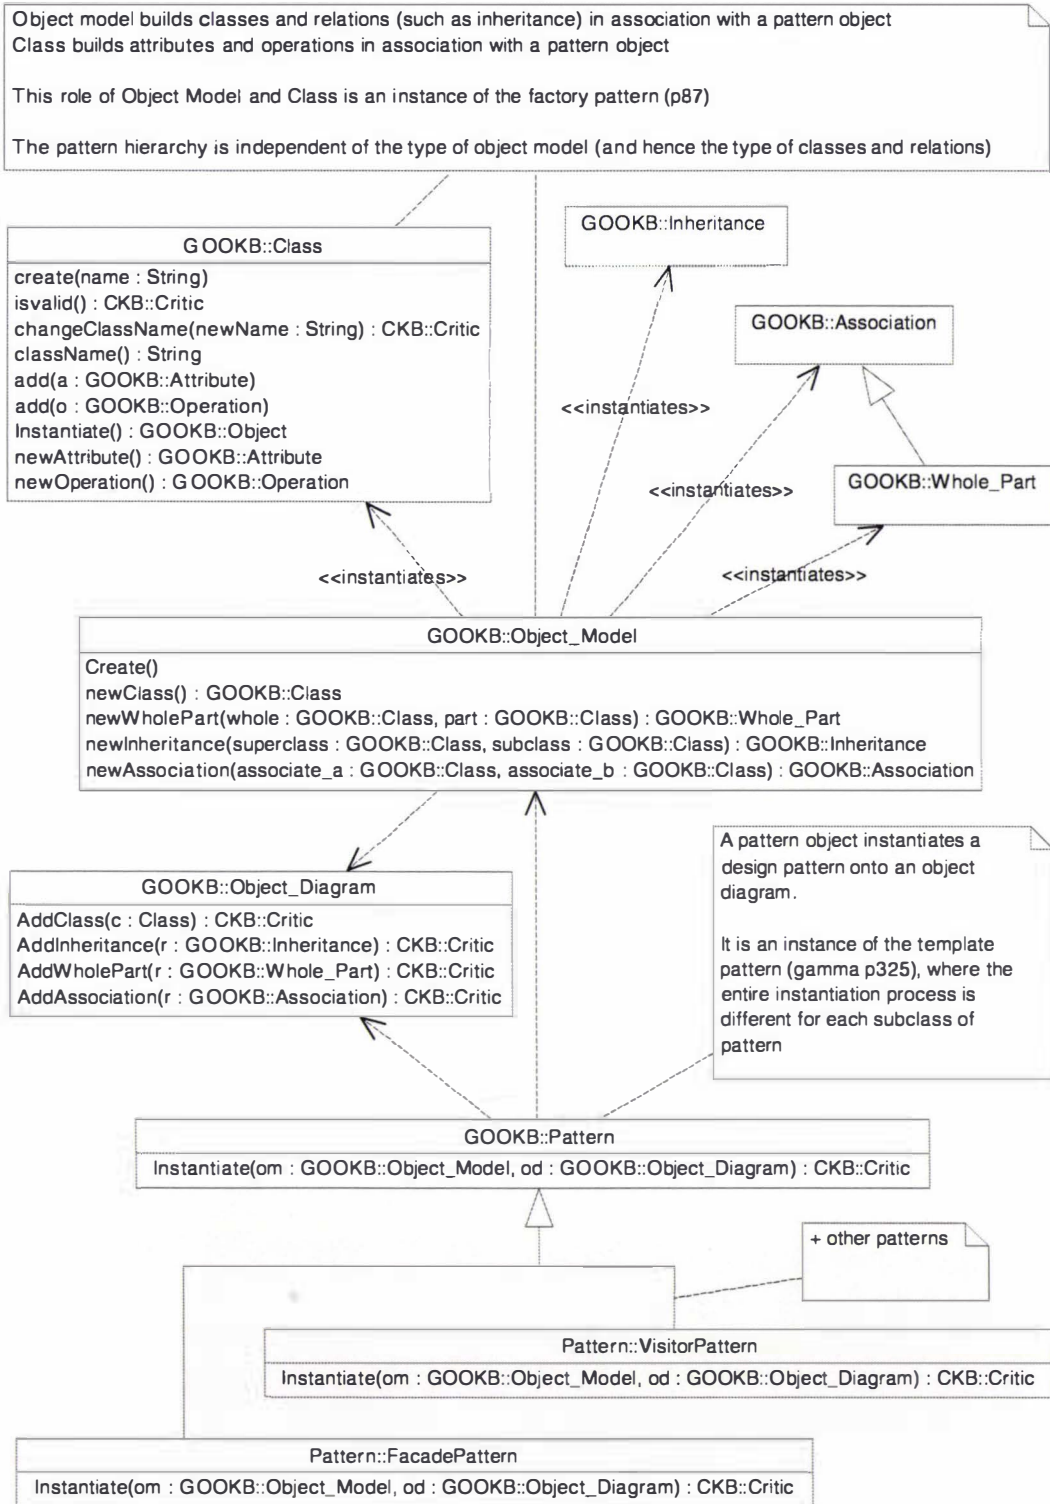 Object model builds classes and relations (such as inheritance) in association with a pattern object
Class builds attributes and operations in association with a pattern object
This role of Object Model and Class is an instance of the factory pattern (p87)
The pattern hierarchy is independent of the type of object model (and hence the type of classes and relations)
GOOKB::Inheritance
GOOKB::Class
create(name : String)
isvalid() : CKB::Critic
changeClassName(newName : String) : CKB::Critic
className() : String
add(a : GOOKB::Attribute)
add(o : GOOKB::Operation)
Instantiate() : GOOKB::Object
newAttribute() : GOOKB::Attribute
newOperation() : GOOKB::Operation
GOOKB::Association
<<instantiates>>
GOOKB::Whole_Part
<<instantiates>>
<<instantiates>>
<<instantiates>>
GOOKB::Object_Model
Create()
newClass() : GOOKB::Class
newWholePart(whole : GOOKB::Class, part : GOOKB::Class) : GOOKB::Whole_Part
newInheritance(superclass : GOOKB::Class, subclass : GOOKB::Class) : GOOKB::Inheritance
newAssociation(associate_a : GOOKB::Class, associate_b : GOOKB::Class) : GOOKB::Association
GOOKB::Object_Diagram
AddClass(c : Class) : CKB::Critic
AddInheritance(r : GOOKB::Inheritance) : CKB::Critic
AddWholePart(r : GOOKB::Whole_Part) : CKB::Critic
AddAssociation(r : GOOKB::Association) : CKB::Critic
A pattern object instantiates a
design pattern onto an object
diagram.
It is an instance of the template
pattern (gamma p325), where the
entire instantiation process is
different for each subclass of
pattern
GOOKB::Pattern
Instantiate(om : GOOKB::Object_Model, od : GOOKB::Object_Diagram) : CKB::Critic
+ other patterns
Pattern::VisitorPattern
Instantiate(om : GOOKB::Object_Model, od : GOOKB::Object_Diagram) : CKB::Critic
Pattern::FacadePattern
Instantiate(om : GOOKB::Object_Model, od : GOOKB::Object_Diagram) : CKB::Critic